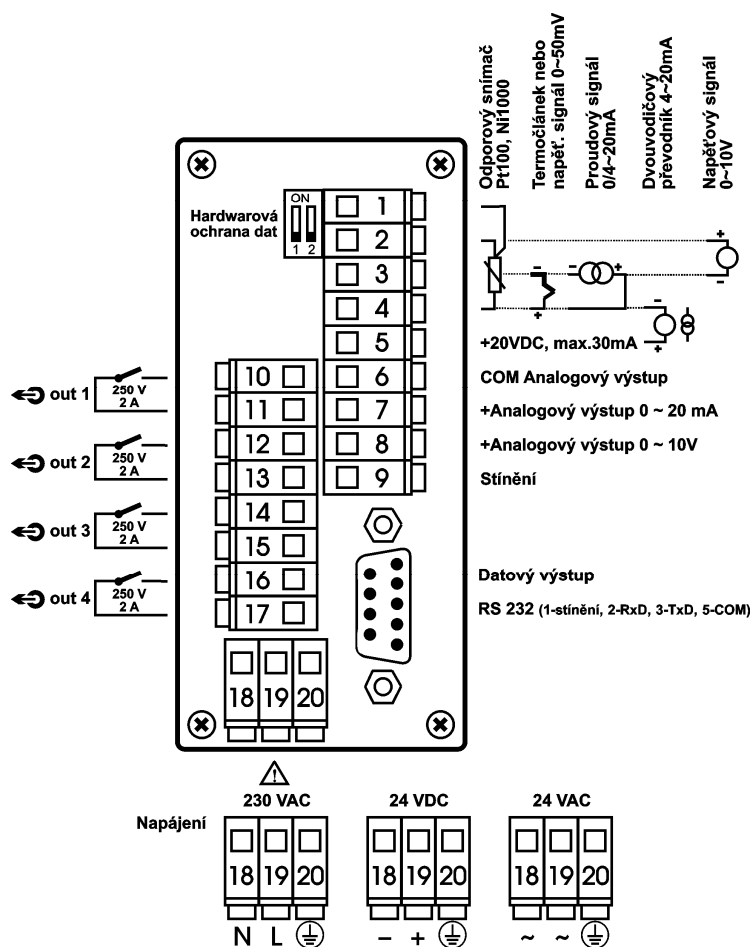 Odporový snímač
Pt100, Ni1000
Termočlánek nebo
napěť. signál 0~50mV
Proudový signál
0/4~20mA
Dvouvodičový
převodník 4~20mA
Napěťový signál
0~10V
Hardwarová
ochrana dat
ON
1 2
1
2
3
4
5
6
7
8
9
+
-
- - +
+
-
+20VDC, max.30mA +
COM Analogový výstup
+Analogový výstup 0 ~ 20 mA
+Analogový výstup 0 ~ 10V
Stínění
10
11
12
13
14
15
16
17
out 1 250 V
2 A
out 2 250 V
2 A
out 3 250 V
2 A
out 4 250 V
2 A
Datový výstup
RS 232 (1-stínění, 2-RxD, 3-TxD, 5-COM)
18 19 20
Napájení
230 VAC
18 19 20
N L
24 VDC
18 19 20
- +
24 VAC
18 19 20
~ ~